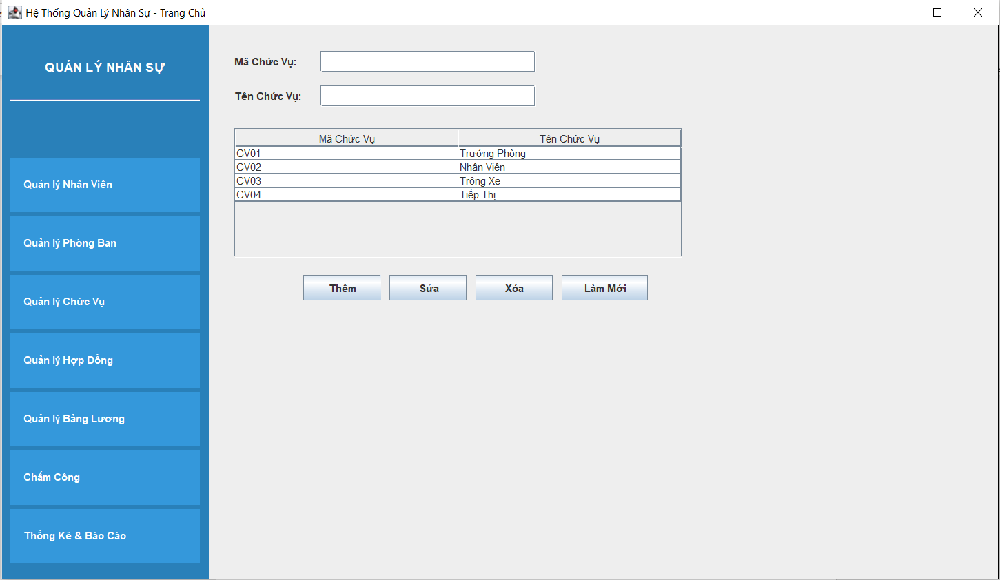 Hệ Thống Quản Lý Nhân Sự - Trang Chủ
QUẢN LÝ NHÂN SỰ
Quản lý Nhân Viên
Quản lý Phòng Ban
Quản lý Chức Vụ
Quản lý Hợp Đồng
Quản lý Bảng Lương
Chấm Công
Thống Kê & Báo Cáo
Mã Chức Vụ:
Tên Chức Vụ:
Mã Chức Vụ Tên Chức Vụ
CV01 Trưởng Phòng
CV02 Nhân Viên
CV03 Trông Xe
CV04 Tiếp Thị
Thêm Sửa Xóa Làm Mới